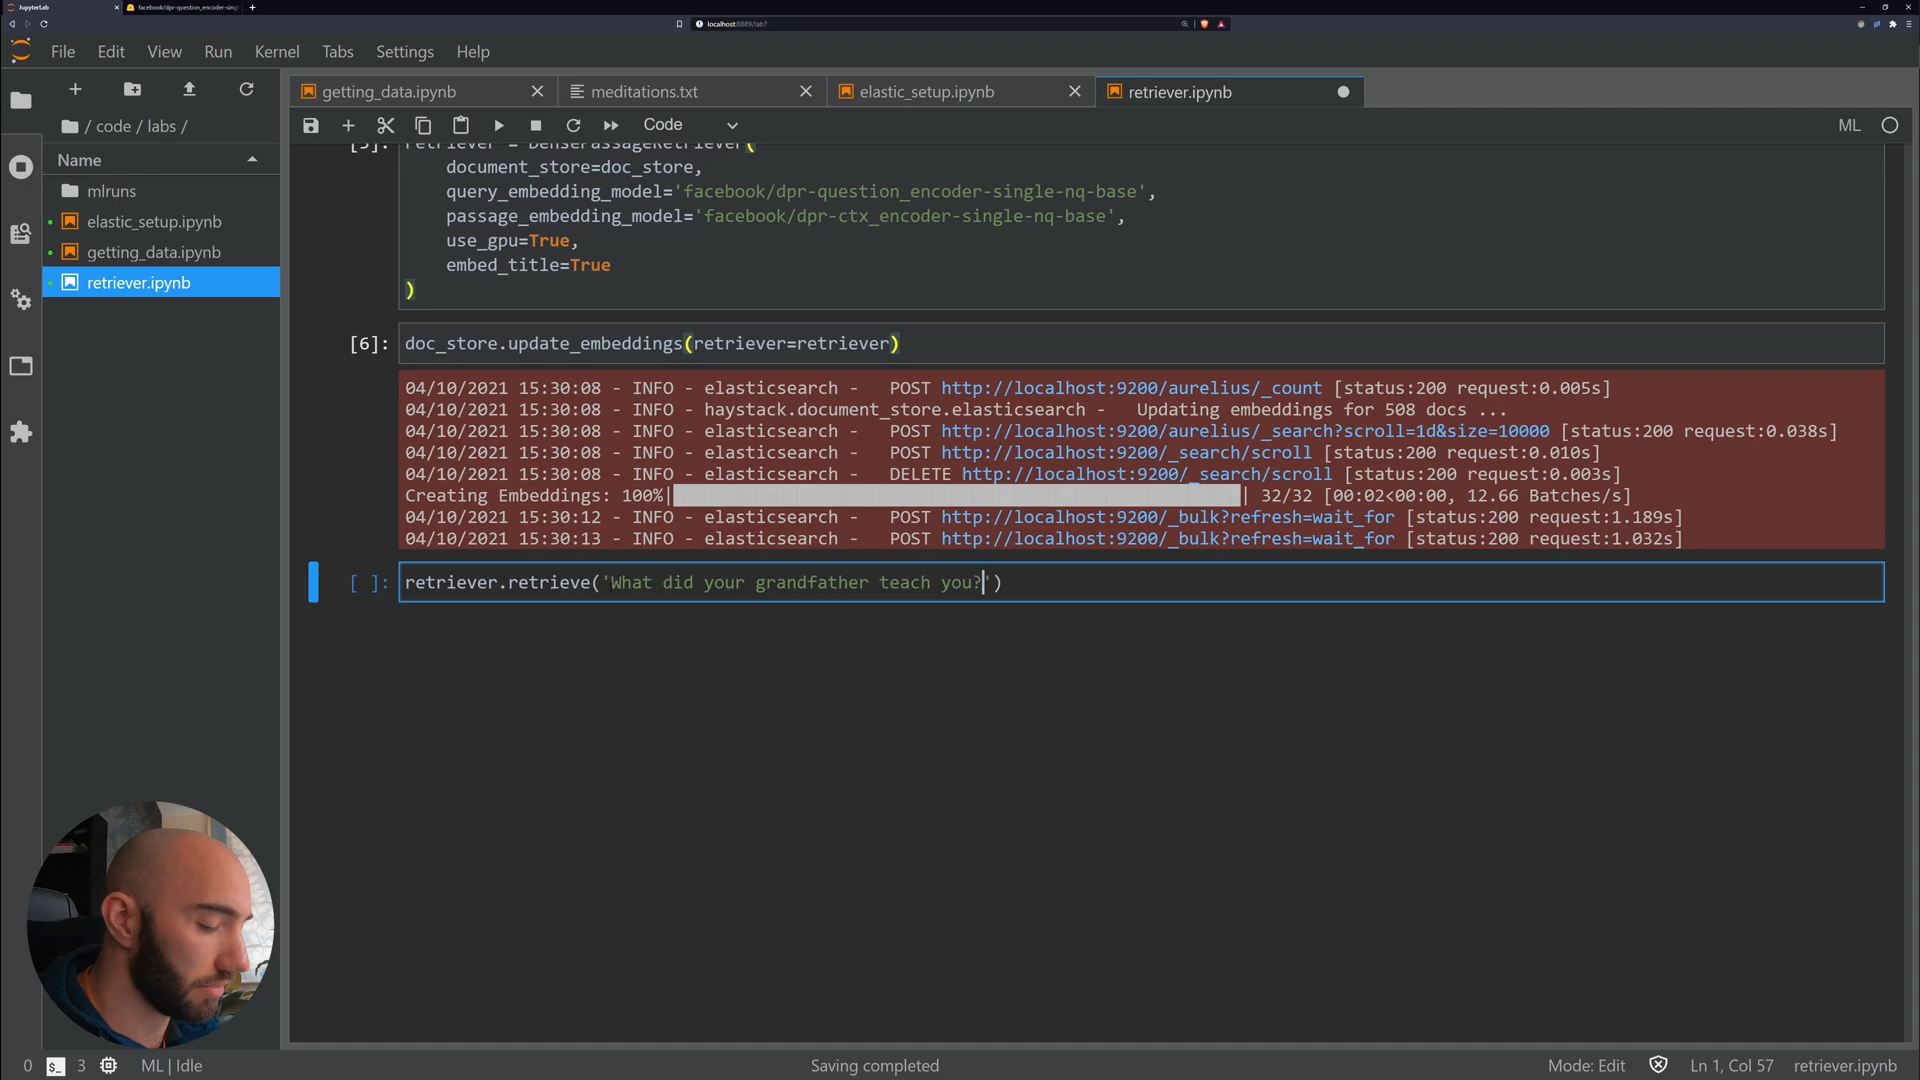 JupyterLab
facebook/dpr-question_encoder-sing
localhost:8889/lab?
File Edit View Run Kernel Tabs Settings Help
getting_data.ipynb
meditations.txt
elastic_setup.ipynb
retriever.ipynb
Code
ML
/ code / labs /
Name
mlruns
elastic_setup.ipynb
getting_data.ipynb
retriever.ipynb
[5]: retriever = DensePassageRetriever(
document_store=doc_store,
query_embedding_model='facebook/dpr-question_encoder-single-nq-base',
passage_embedding_model='facebook/dpr-ctx_encoder-single-nq-base',
use_gpu=True,
embed_title=True
)
[6]: doc_store.update_embeddings(retriever=retriever)
04/10/2021 15:30:08 - INFO - elasticsearch -   POST http://localhost:9200/aurelius/_count [status:200 request:0.005s]
04/10/2021 15:30:08 - INFO - haystack.document_store.elasticsearch -   Updating embeddings for 508 docs ...
04/10/2021 15:30:08 - INFO - elasticsearch -   POST http://localhost:9200/aurelius/_search?scroll=1d&size=10000 [status:200 request:0.038s]
04/10/2021 15:30:08 - INFO - elasticsearch -   POST http://localhost:9200/_search/scroll [status:200 request:0.010s]
04/10/2021 15:30:08 - INFO - elasticsearch -   DELETE http://localhost:9200/_search/scroll [status:200 request:0.003s]
Creating Embeddings: 100%| | 32/32 [00:02<00:00, 12.66 Batches/s]
04/10/2021 15:30:12 - INFO - elasticsearch -   POST http://localhost:9200/_bulk?refresh=wait_for [status:200 request:1.189s]
04/10/2021 15:30:13 - INFO - elasticsearch -   POST http://localhost:9200/_bulk?refresh=wait_for [status:200 request:1.032s]
[ ]: retriever.retrieve('What did your grandfather teach you?')
0 $_ 3 ML | Idle
Saving completed
Mode: Edit
Ln 1, Col 57
retriever.ipynb